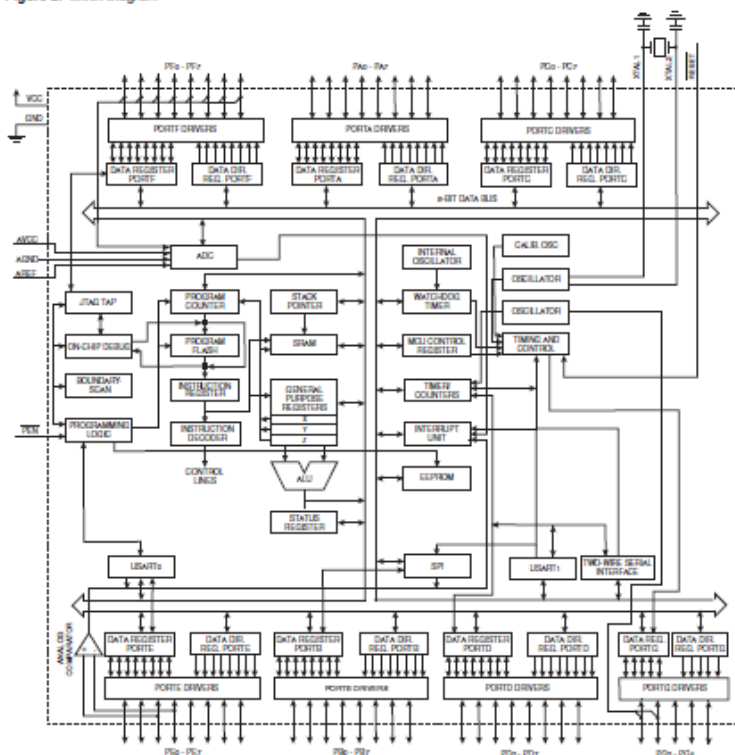 XTAL1
XTAL2
RESET
PF0 - PF7
PA0 - PA7
PC0 - PC7
VCC
GND
PORTF DRIVERS
PORTA DRIVERS
PORTC DRIVERS
DATA REGISTER
PORTF
DATA DIR.
REG. PORTF
DATA REGISTER
PORTA
DATA DIR.
REG. PORTA
DATA REGISTER
PORTC
DATA DIR.
REG. PORTC
8-BIT DATA BUS
AVCC
AGND
AREF
ADC
INTERNAL
OSCILLATOR
CALIB. OSC
OSCILLATOR
OSCILLATOR
JTAG TAP
PROGRAM
COUNTER
STACK
POINTER
WATCHDOG
TIMER
ON-CHIP DEBUG
PROGRAM
FLASH
SRAM
MCU CONTROL
REGISTER
TIMING AND
CONTROL
BOUNDARY-
SCAN
INSTRUCTION
REGISTER
GENERAL
PURPOSE
REGISTERS
X
Y
Z
TIMER/
COUNTERS
PEN
PROGRAMMING
LOGIC
INSTRUCTION
DECODER
INTERRUPT
UNIT
CONTROL
LINES
ALU
EEPROM
STATUS
REGISTER
USART0
SPI
USART1
TWO-WIRE SERIAL
INTERFACE
ANALOG
COMPARATOR
DATA REGISTER
PORTE
DATA DIR.
REG. PORTE
DATA REGISTER
PORTB
DATA DIR.
REG. PORTB
DATA REGISTER
PORTD
DATA DIR.
REG. PORTD
DATA REG.
PORTG
DATA DIR.
REG. PORTG
PORTE DRIVERS
PORTB DRIVERS
PORTD DRIVERS
PORTG DRIVERS
PE0 - PE7
PB0 - PB7
PD0 - PD7